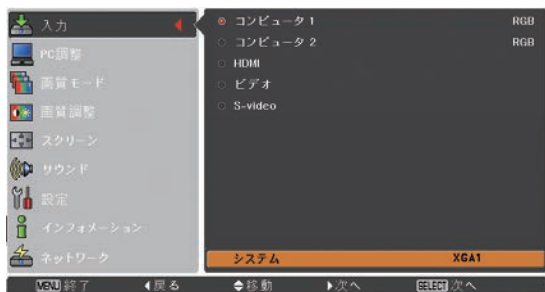 入力
PC調整
画質モード
画質調整
スクリーン
サウンド
設定
インフォメーション
ネットワーク
コンピュータ 1 RGB
コンピュータ 2 RGB
HDMI
ビデオ
S-video
システム XGA1
MENU 終了 戻る 移動 次へ SELECT 次へ